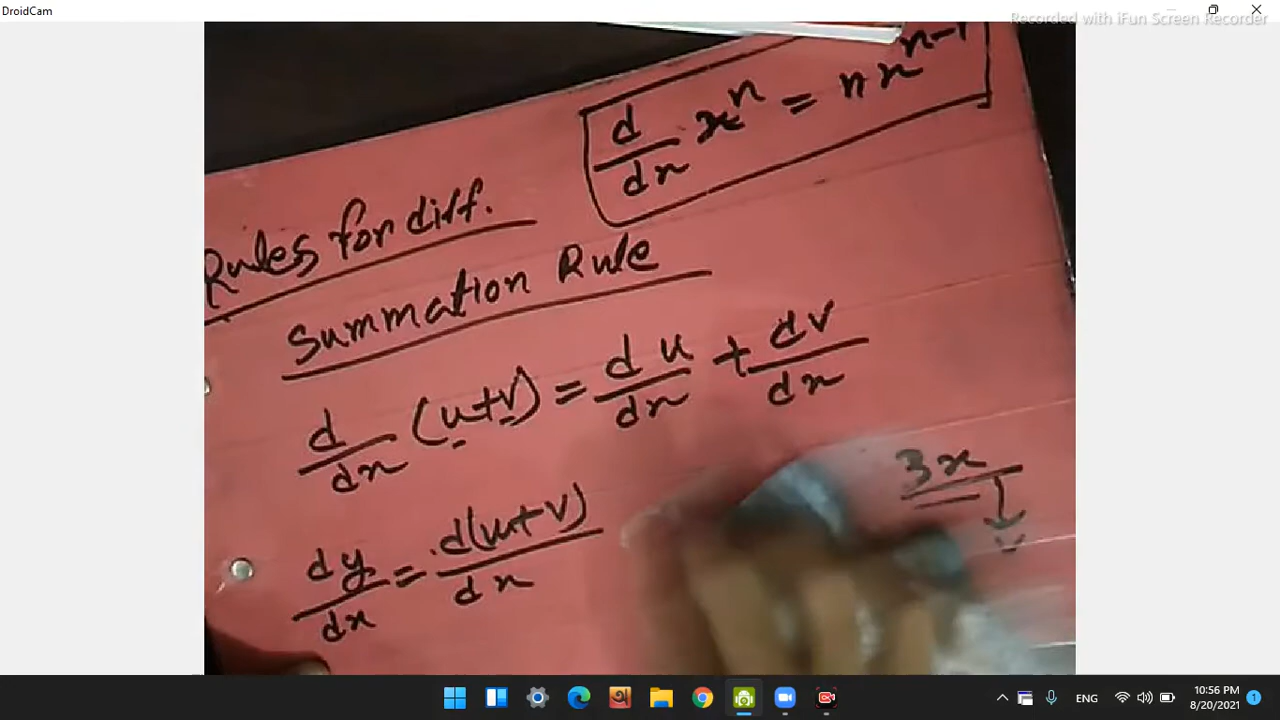 DroidCam
Recorded with iFun Screen Recorder
d/dx x^n = n x^(n-1)
Rules for diff.
Summation Rule
d/dx (u+v) = du/dx + dv/dx
3x
v
dy/dx = d(u+v)/dx
ENG
10:56 PM
8/20/2021
1